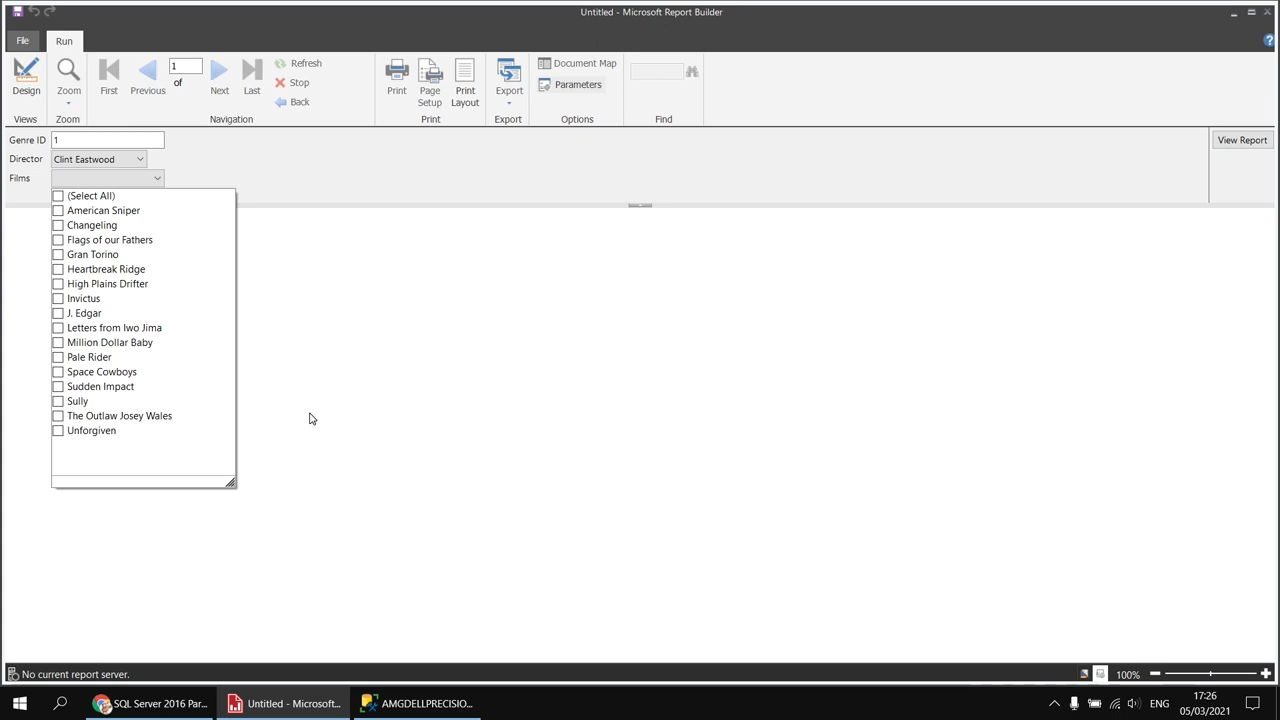 Untitled - Microsoft Report Builder
File
Run
Design
Zoom
First
Previous
1
of
Next
Last
Refresh
Stop
Back
Print
Page Setup
Print Layout
Export
Document Map
Parameters
Views
Zoom
Navigation
Print
Export
Options
Find
Genre ID 1
View Report
Director Clint Eastwood
Films
(Select All)
American Sniper
Changeling
Flags of our Fathers
Gran Torino
Heartbreak Ridge
High Plains Drifter
Invictus
J. Edgar
Letters from Iwo Jima
Million Dollar Baby
Pale Rider
Space Cowboys
Sudden Impact
Sully
The Outlaw Josey Wales
Unforgiven
No current report server.
100%
SQL Server 2016 Par...
Untitled - Microsoft...
AMGDELLPRECISIO...
ENG
17:26
05/03/2021